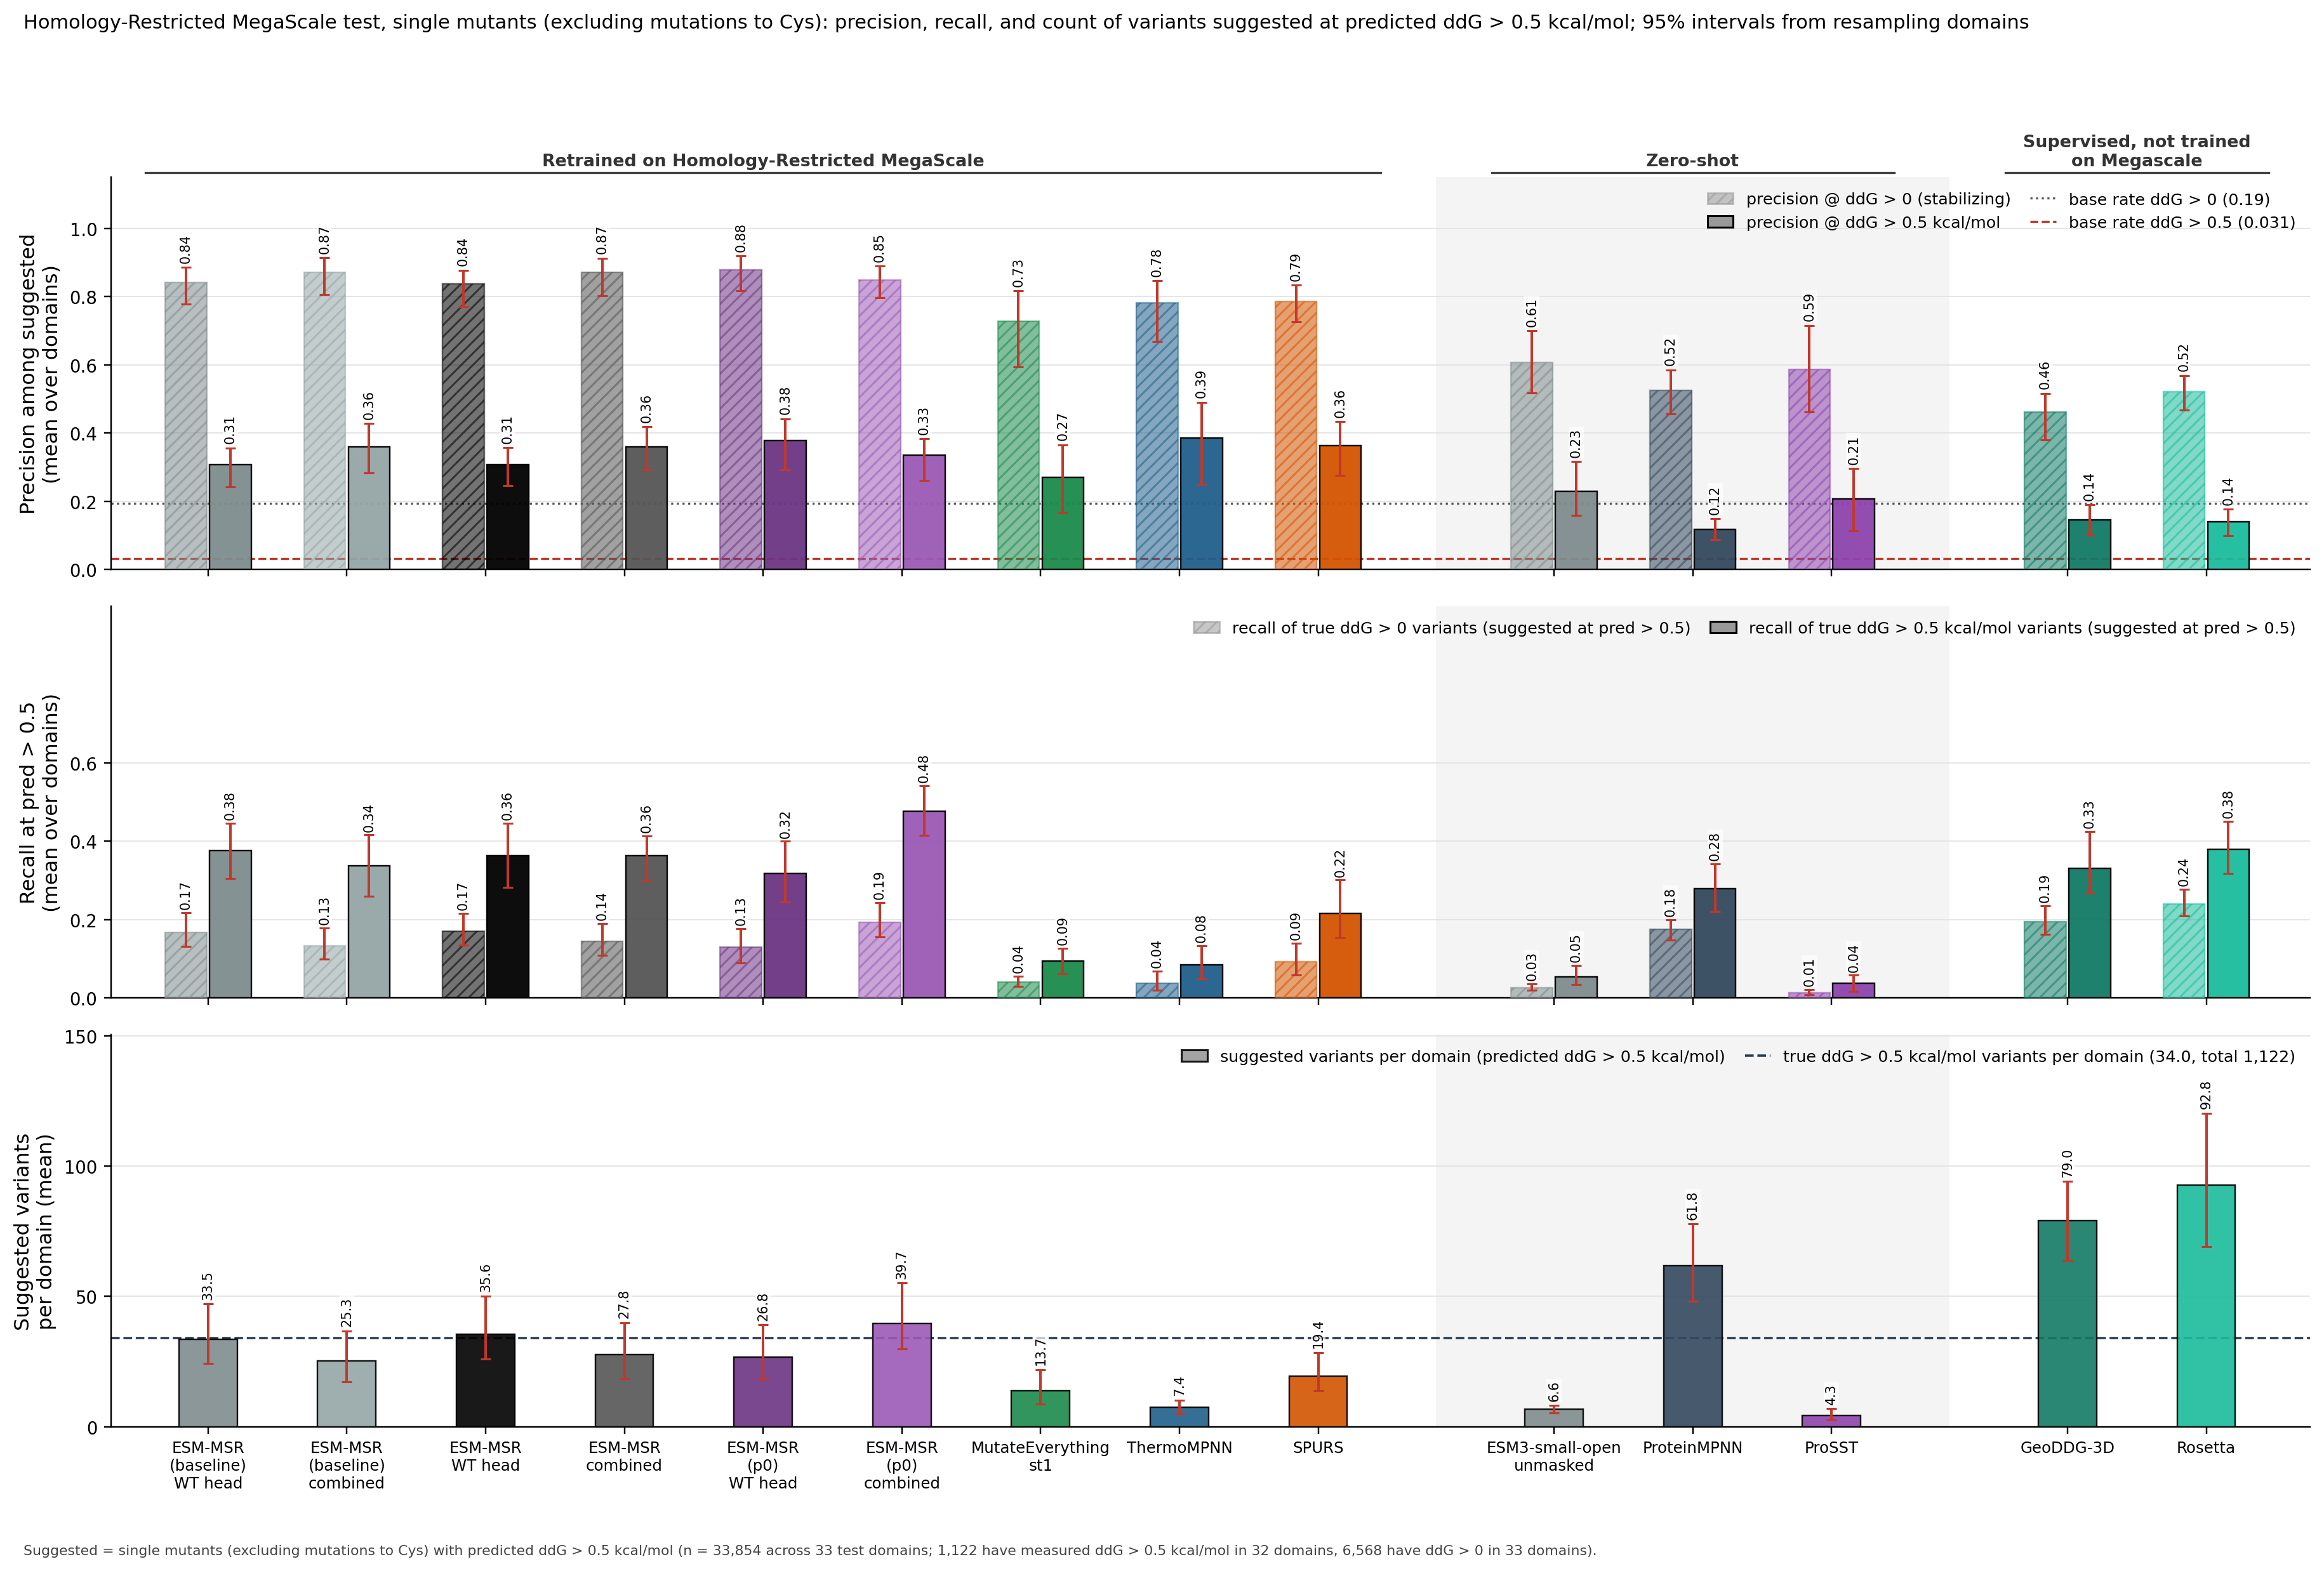 Homology-Restricted MegaScale test, single mutants (excluding mutations to Cys): precision, recall, and count of variants suggested at predicted ddG > 0.5 kcal/mol; 95% intervals from resampling domains
Retrained on Homology-Restricted MegaScale
Zero-shot
Supervised, not trained
on Megascale
precision @ ddG > 0 (stabilizing)
precision @ ddG > 0.5 kcal/mol
base rate ddG > 0 (0.19)
base rate ddG > 0.5 (0.031)
Precision among suggested
(mean over domains)
1.0
0.8
0.6
0.4
0.2
0.0
0.84
0.31
0.87
0.36
0.84
0.31
0.87
0.36
0.88
0.38
0.85
0.33
0.73
0.27
0.78
0.39
0.79
0.36
0.61
0.23
0.52
0.12
0.59
0.21
0.46
0.14
0.52
0.14
recall of true ddG > 0 variants (suggested at pred > 0.5)
recall of true ddG > 0.5 kcal/mol variants (suggested at pred > 0.5)
Recall at pred > 0.5
(mean over domains)
0.6
0.4
0.2
0.0
0.17
0.38
0.13
0.34
0.17
0.36
0.14
0.36
0.13
0.32
0.19
0.48
0.04
0.09
0.04
0.08
0.09
0.22
0.03
0.05
0.18
0.28
0.01
0.04
0.19
0.33
0.24
0.38
suggested variants per domain (predicted ddG > 0.5 kcal/mol)
true ddG > 0.5 kcal/mol variants per domain (34.0, total 1,122)
Suggested variants
per domain (mean)
150
100
50
0
33.5
25.3
35.6
27.8
26.8
39.7
13.7
7.4
19.4
6.6
61.8
4.3
79.0
92.8
ESM-MSR
(baseline)
WT head
ESM-MSR
(baseline)
combined
ESM-MSR
WT head
ESM-MSR
combined
ESM-MSR
(p0)
WT head
ESM-MSR
(p0)
combined
MutateEverything
st1
ThermoMPNN
SPURS
ESM3-small-open
unmasked
ProteinMPNN
ProSST
GeoDDG-3D
Rosetta
Suggested = single mutants (excluding mutations to Cys) with predicted ddG > 0.5 kcal/mol (n = 33,854 across 33 test domains; 1,122 have measured ddG > 0.5 kcal/mol in 32 domains, 6,568 have ddG > 0 in 33 domains).